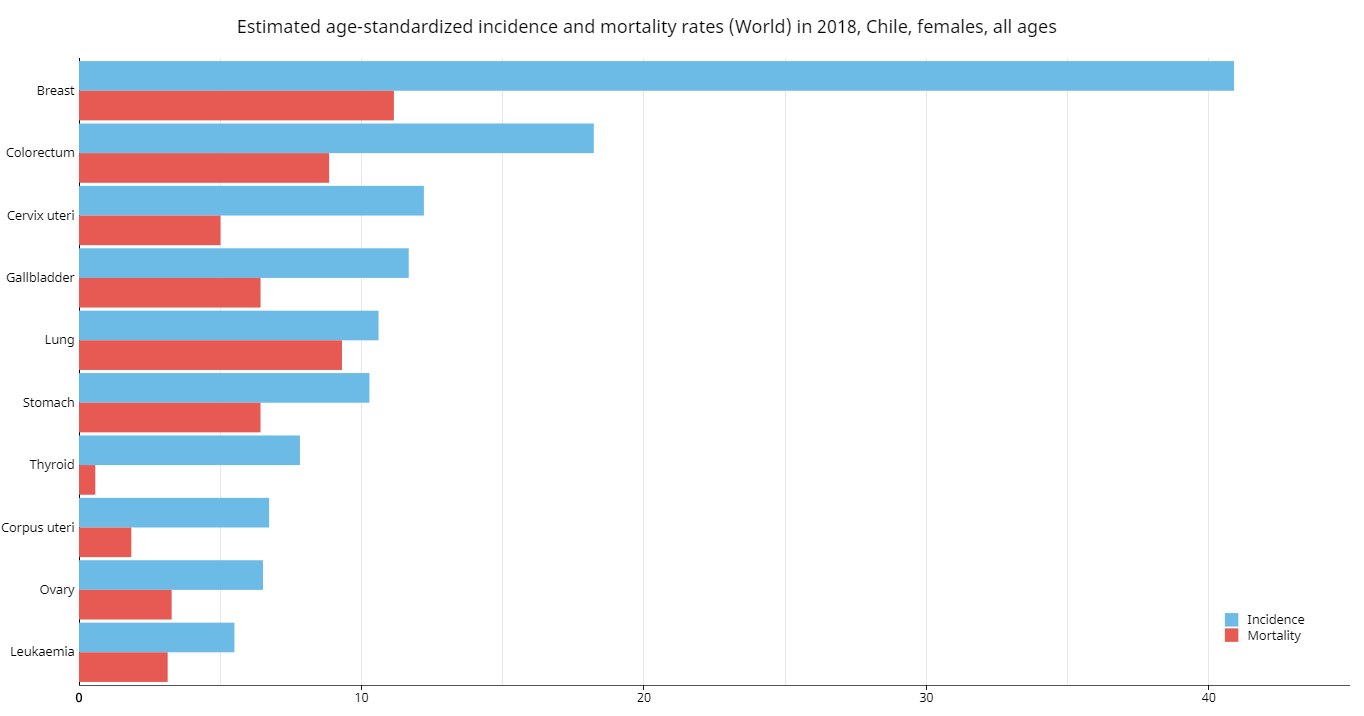 Estimated age-standardized incidence and mortality rates (World) in 2018, Chile, females, all ages
Breast
Colorectum
Cervix uteri
Gallbladder
Lung
Stomach
Thyroid
Corpus uteri
Ovary
Leukaemia
Incidence
Mortality
0 10 20 30 40